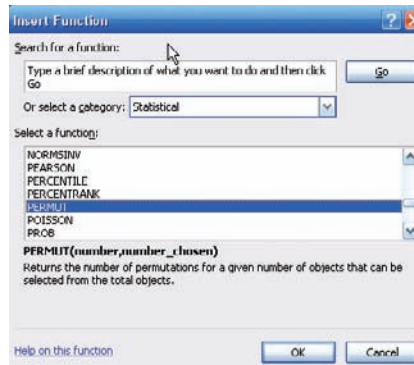 Insert Function
Search for a function:
Type a brief description of what you want to do and then click
Go
Go
Or select a category: Statistical
Select a function:
NORMSINV
PEARSON
PERCENTILE
PERCENTRANK
PERMUT
POISSON
PROB
PERMUT(number,number_chosen)
Returns the number of permutations for a given number of objects that can be
selected from the total objects.
Help on this function
OK
Cancel